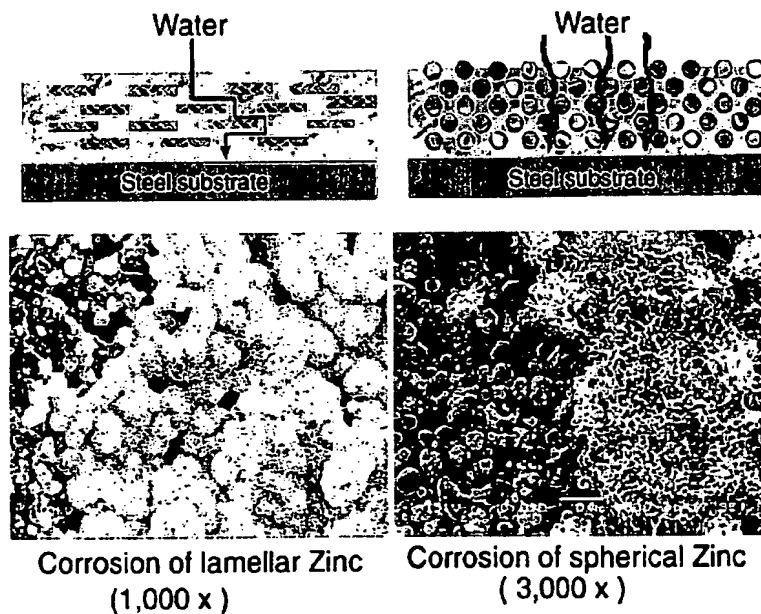 Water
Water
Steel substrate
Steel substrate
Corrosion of lamellar Zinc
(1,000 x )
Corrosion of spherical Zinc
( 3,000 x )